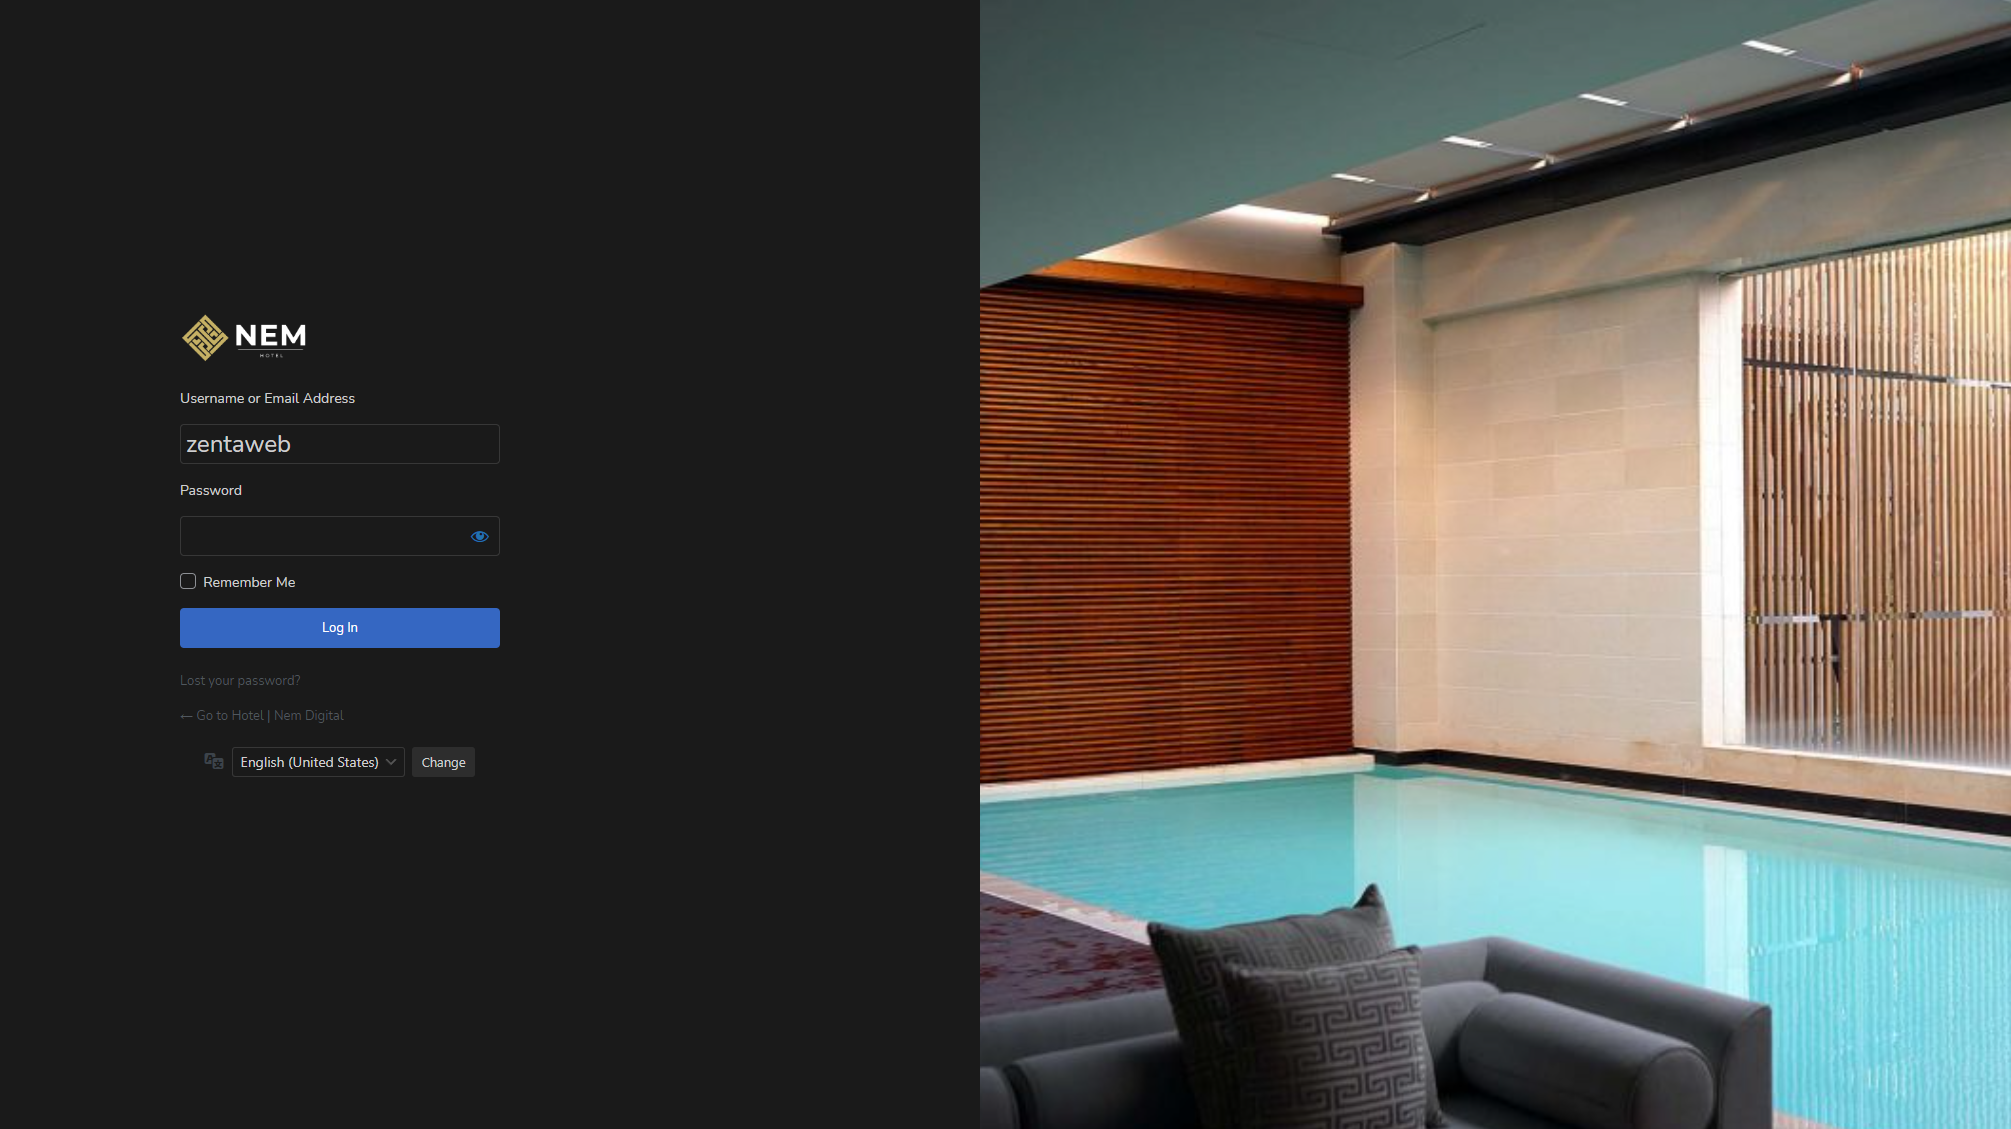 NEM
HOTEL
Username or Email Address
zentaweb
Password
Remember Me
Log In
Lost your password?
← Go to Hotel | Nem Digital
English (United States)
Change